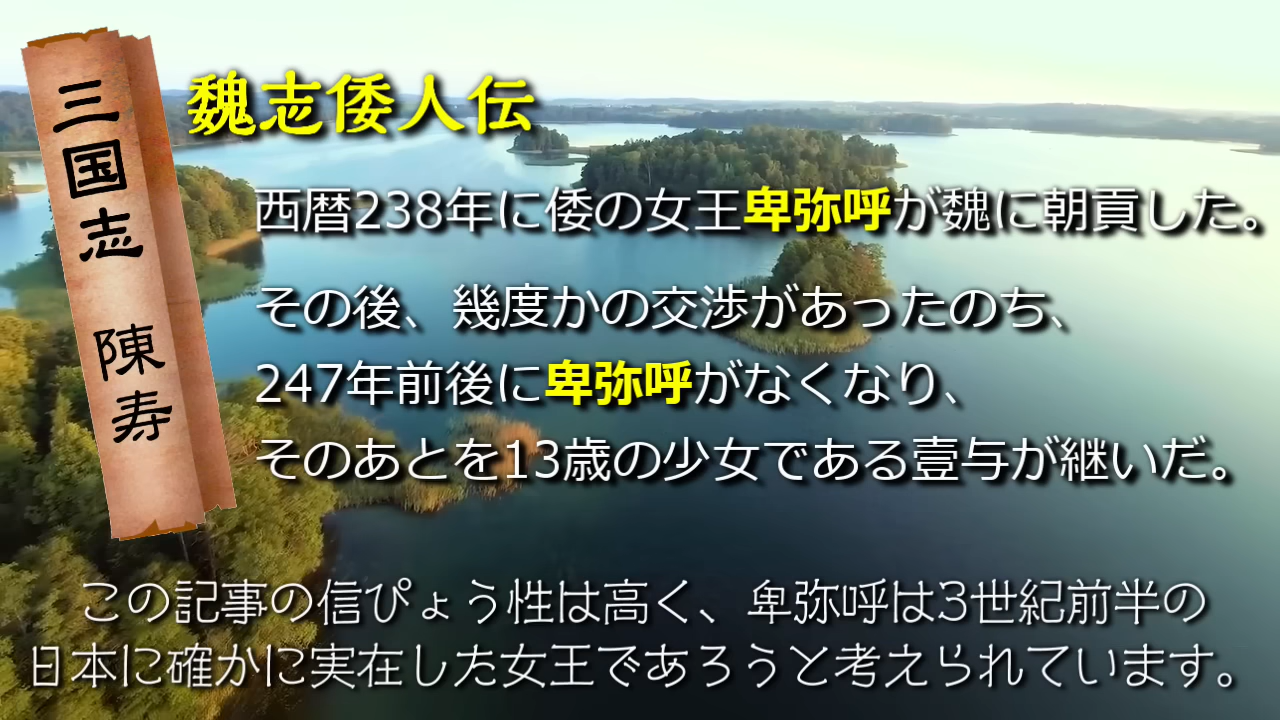 三国志 陳寿
魏志倭人伝
西暦238年に倭の女王卑弥呼が魏に朝貢した。
その後、幾度かの交渉があったのち、
247年前後に卑弥呼がなくなり、
そのあとを13歳の少女である壹与が継いだ。
この記事の信ぴょう性は高く、卑弥呼は3世紀前半の
日本に確かに実在した女王であろうと考えられています。